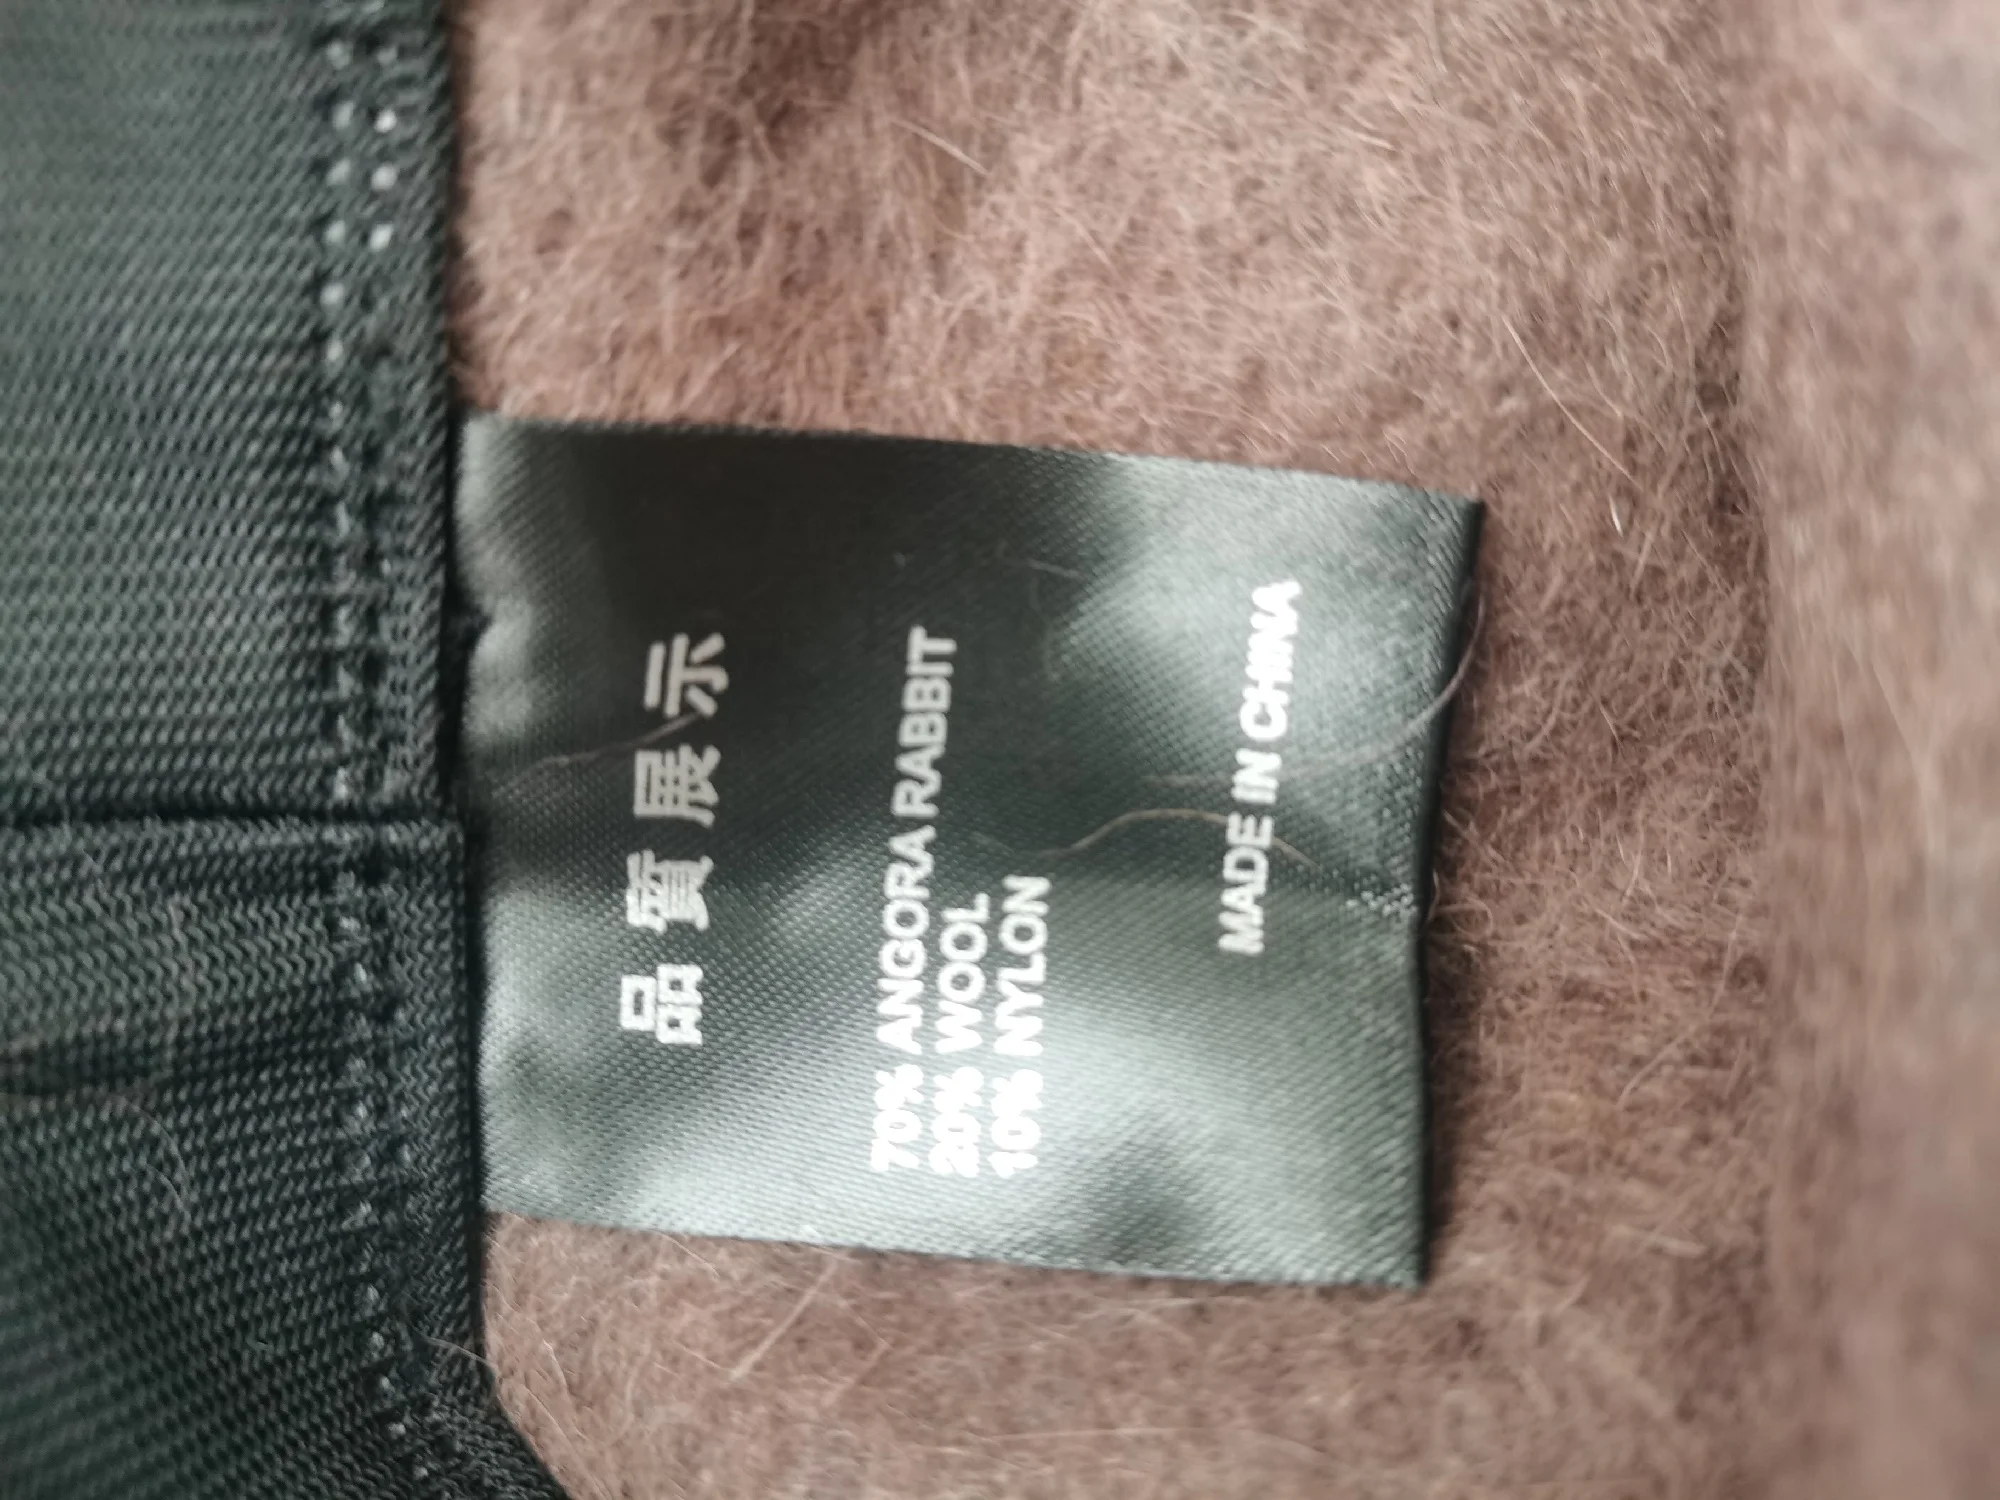 品質展示
70% ANGORA RABBIT
20% WOOL
10% NYLON
MADE IN CHINA